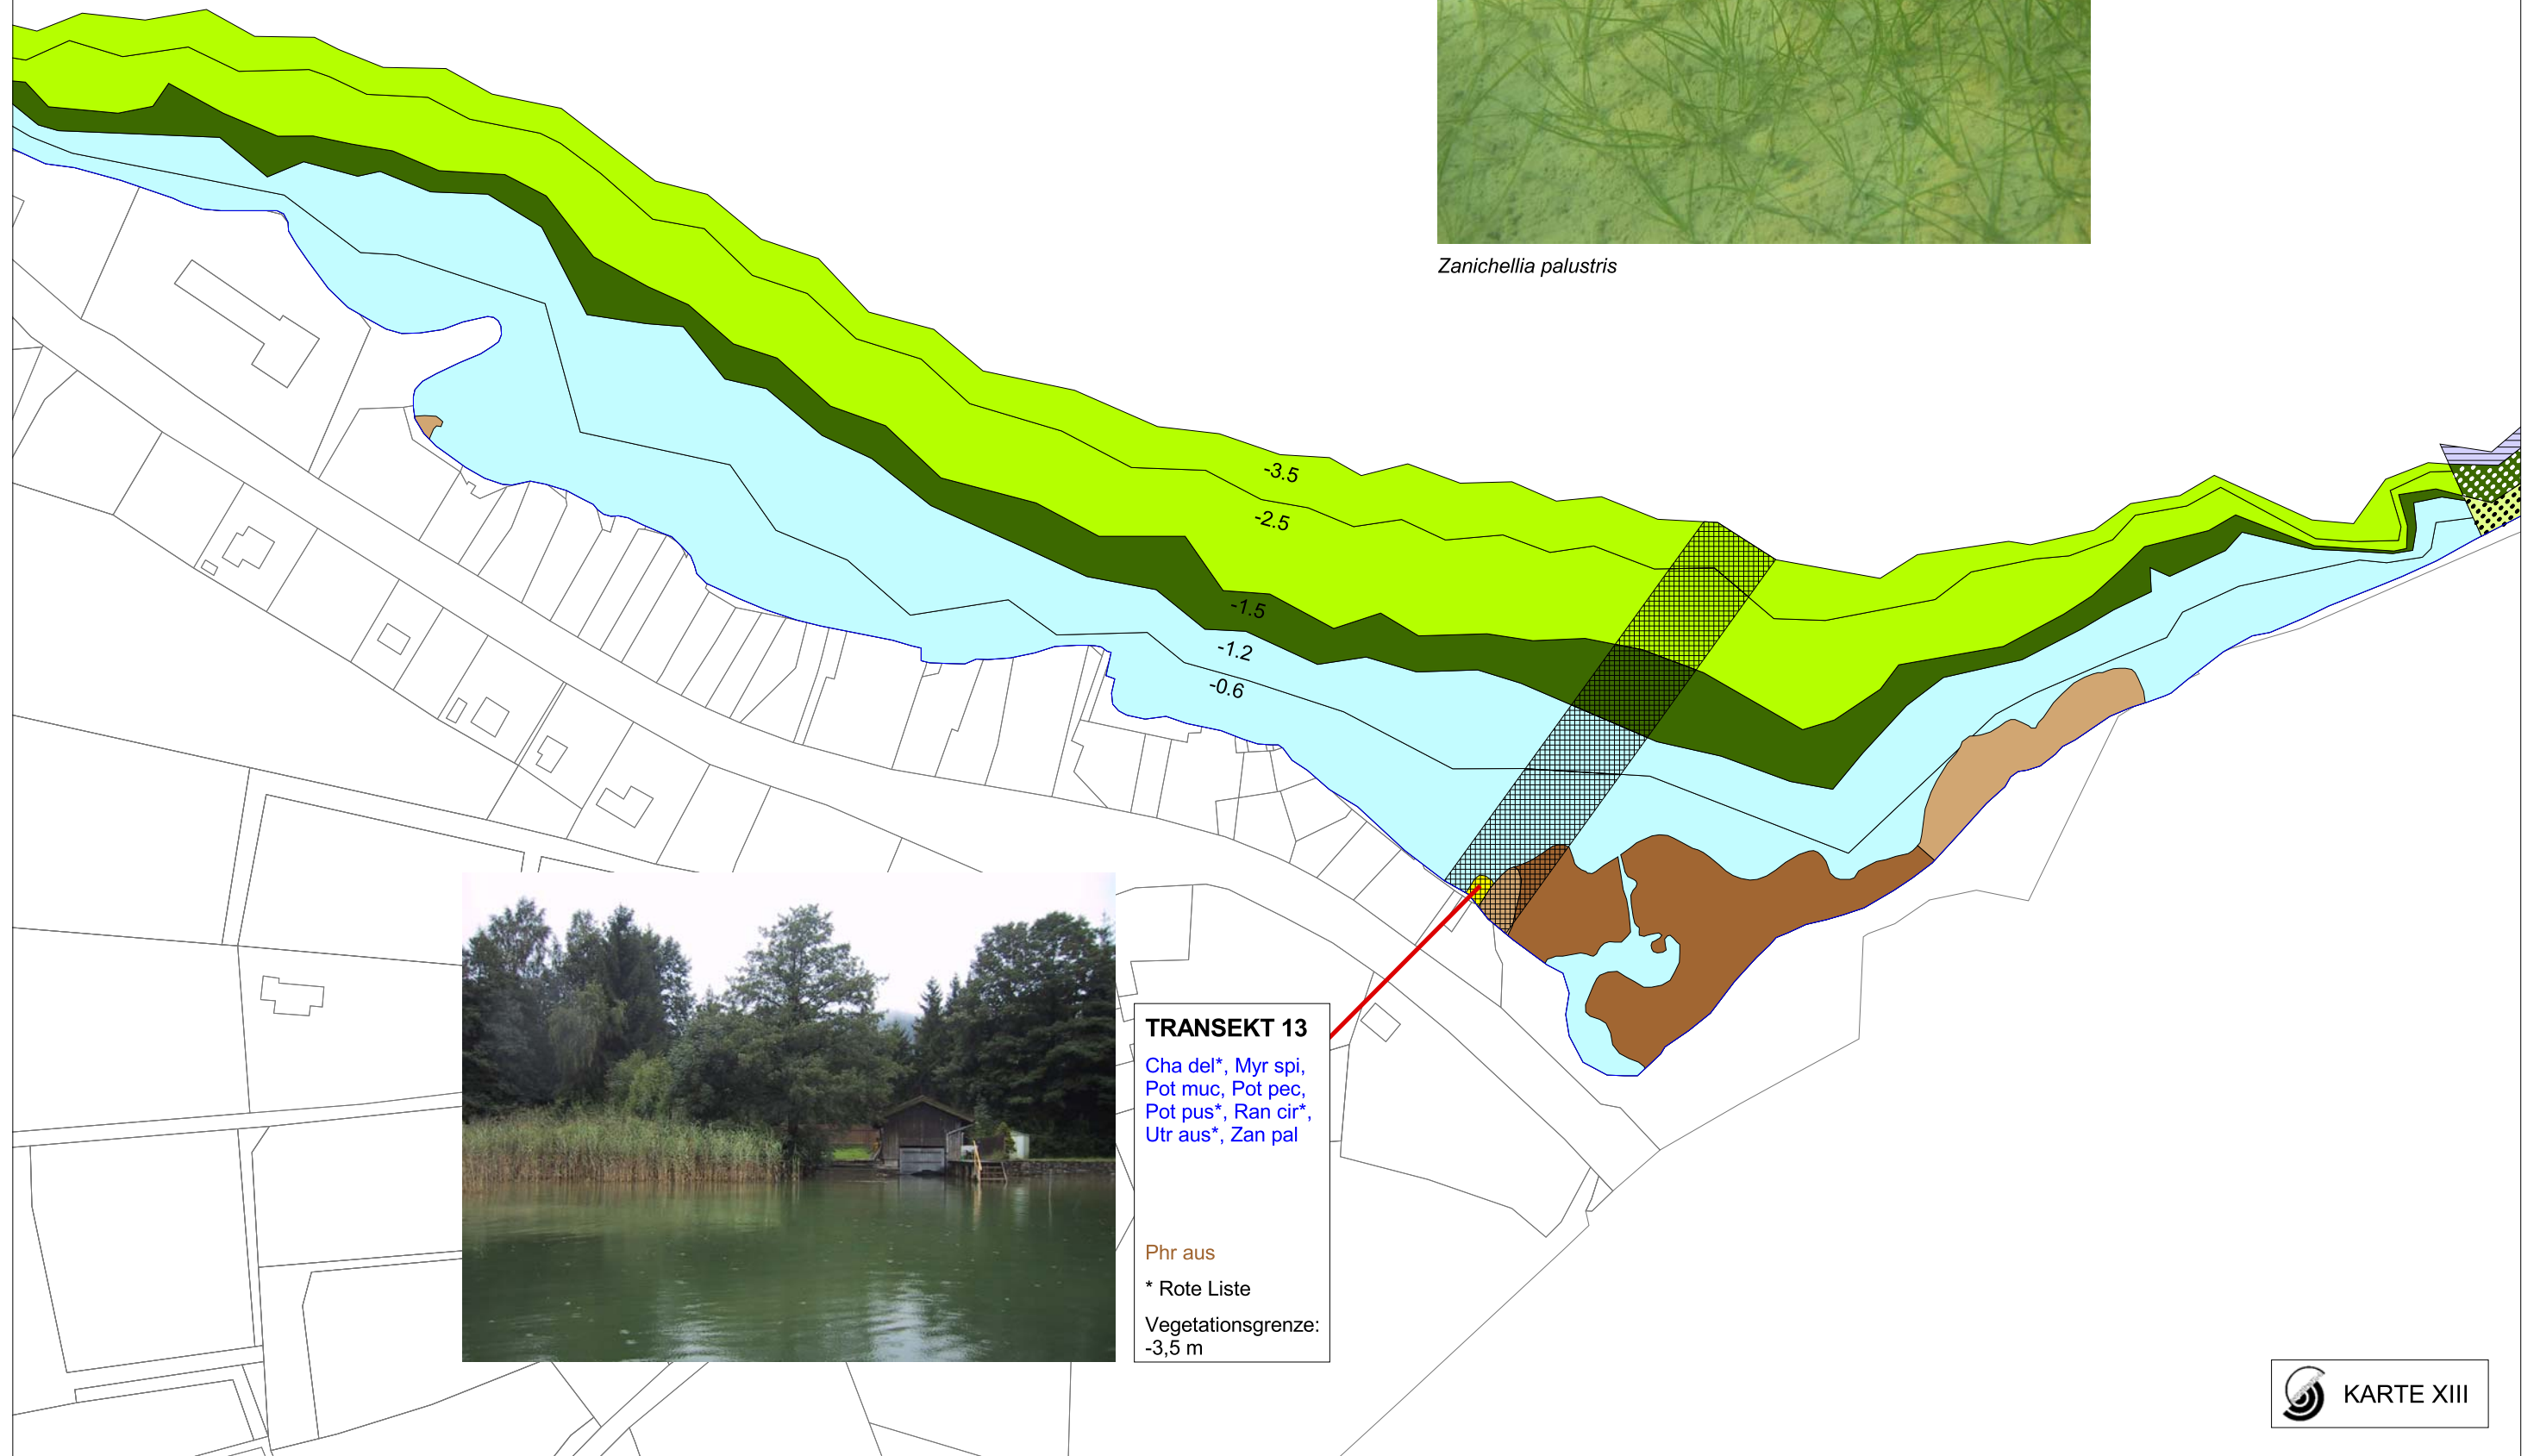 Zanichellia palustris
-3.5
-2.5
-1.5
-1.2
-0.6
TRANSEKT 13
Cha del*, Myr spi,
Pot muc, Pot pec,
Pot pus*, Ran cir*,
Utr aus*, Zan pal
Phr aus
* Rote Liste
Vegetationsgrenze:
-3,5 m
KARTE XIII